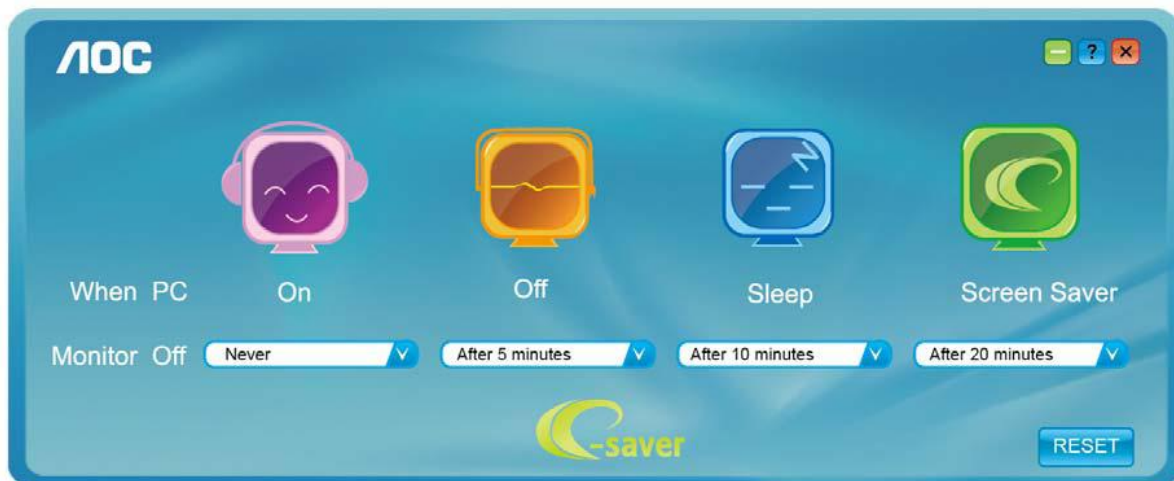 AOC
?
When PC On Off Sleep Screen Saver
Monitor Off Never After 5 minutes After 10 minutes After 20 minutes
e-saver
RESET